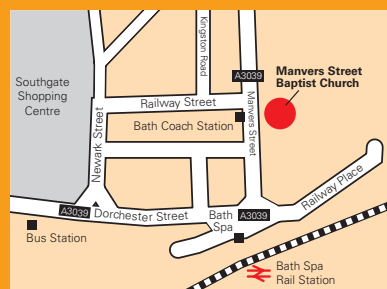 Kingston Road
A3039
Manvers Street
Baptist Church
Southgate
Shopping
Centre
Railway Street
Bath Coach Station
Manvers Street
Newark Street
Railway Place
A3039
Dorchester Street
Bath
Spa
A3039
Bus Station
Bath Spa
Rail Station